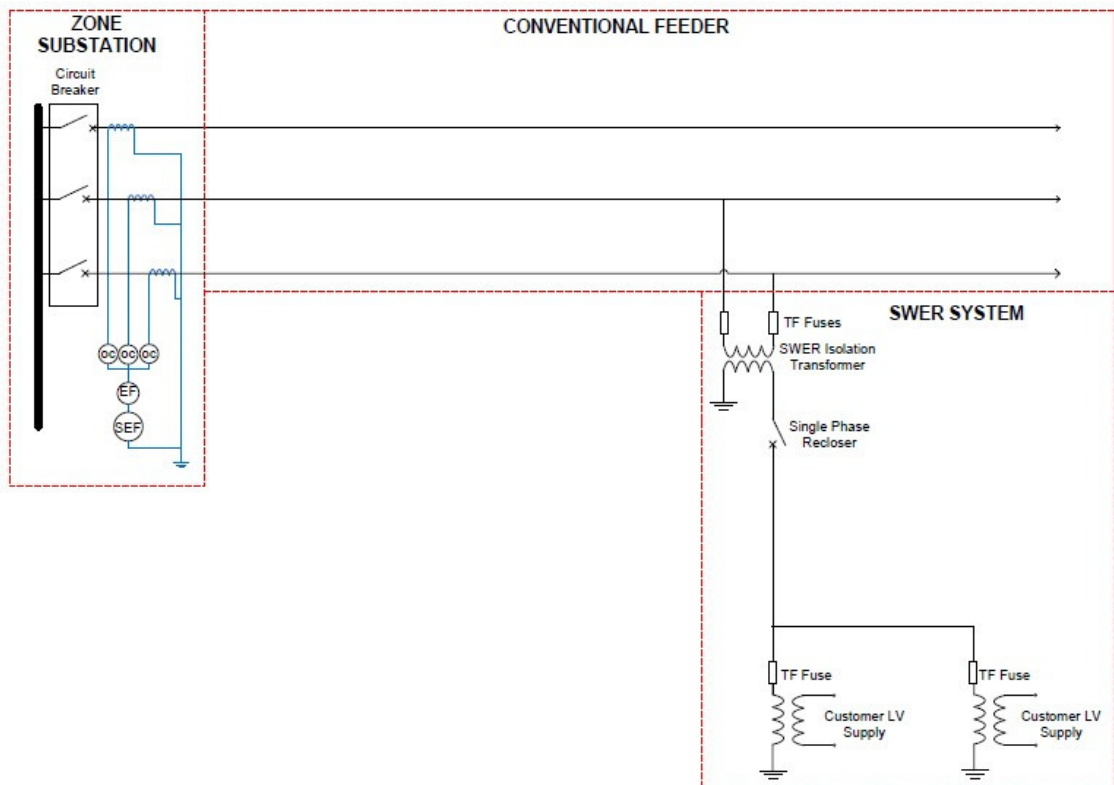 ZONE
SUBSTATION
CONVENTIONAL FEEDER
Circuit
Breaker
OC
OC
OC
EF
SEF
SWER SYSTEM
TF Fuses
SWER Isolation
Transformer
Single Phase
Recloser
TF Fuse
Customer LV
Supply
TF Fuse
Customer LV
Supply